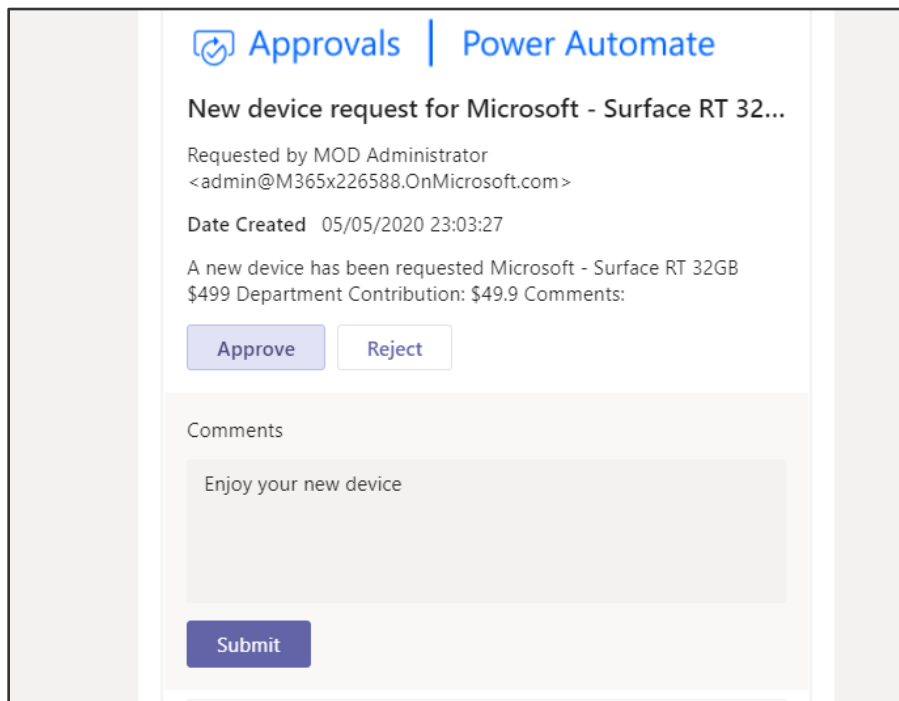 Approvals | Power Automate
New device request for Microsoft - Surface RT 32...
Requested by MOD Administrator
<admin@M365x226588.OnMicrosoft.com>
Date Created 05/05/2020 23:03:27
A new device has been requested Microsoft - Surface RT 32GB
$499 Department Contribution: $49.9 Comments:
Approve Reject
Comments
Enjoy your new device
Submit